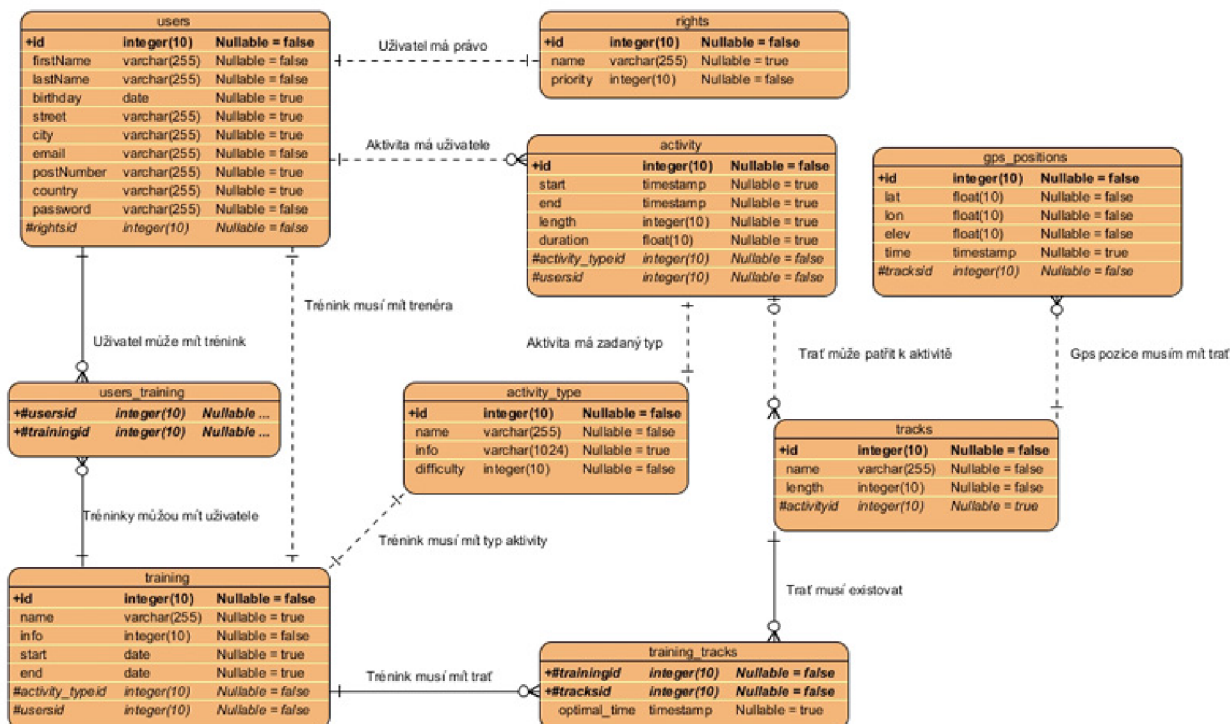 users
+id integer(10) Nullable = false
firstName varchar(255) Nullable = false
lastName varchar(255) Nullable = false
birthday date Nullable = true
street varchar(255) Nullable = true
city varchar(255) Nullable = true
email varchar(255) Nullable = false
postNumber varchar(255) Nullable = true
country varchar(255) Nullable = true
password varchar(255) Nullable = false
#rightsid integer(10) Nullable = false
Uživatel má právo
rights
+id integer(10) Nullable = false
name varchar(255) Nullable = true
priority integer(10) Nullable = false
Aktivita má uživatele
activity
+id integer(10) Nullable = false
start timestamp Nullable = true
end timestamp Nullable = true
length integer(10) Nullable = true
duration float(10) Nullable = true
#activity_typeid integer(10) Nullable = false
#usersid integer(10) Nullable = false
gps_positions
+id integer(10) Nullable = false
lat float(10) Nullable = false
lon float(10) Nullable = false
elev float(10) Nullable = false
time timestamp Nullable = true
#tracksid integer(10) Nullable = false
Trénink musí mít trenéra
Uživatel může mít trénink
Aktivita má zadaný typ
Trať může patřit k aktivitě
Gps pozice musím mít trať
users_training
+#usersid integer(10) Nullable ...
+#trainingid integer(10) Nullable ...
activity_type
+id integer(10) Nullable = false
name varchar(255) Nullable = false
info varchar(1024) Nullable = true
difficulty integer(10) Nullable = false
tracks
+id integer(10) Nullable = false
name varchar(255) Nullable = false
length integer(10) Nullable = false
#activityid integer(10) Nullable = true
Tréninky můžou mít uživatele
Trénink musí mít typ aktivity
Trať musí existovat
training
+id integer(10) Nullable = false
name varchar(255) Nullable = true
info integer(10) Nullable = false
start date Nullable = true
end date Nullable = true
#activity_typeid integer(10) Nullable = false
#usersid integer(10) Nullable = false
Trénink musí mít trať
training_tracks
+#trainingid integer(10) Nullable = false
+#tracksid integer(10) Nullable = false
optimal_time timestamp Nullable = true